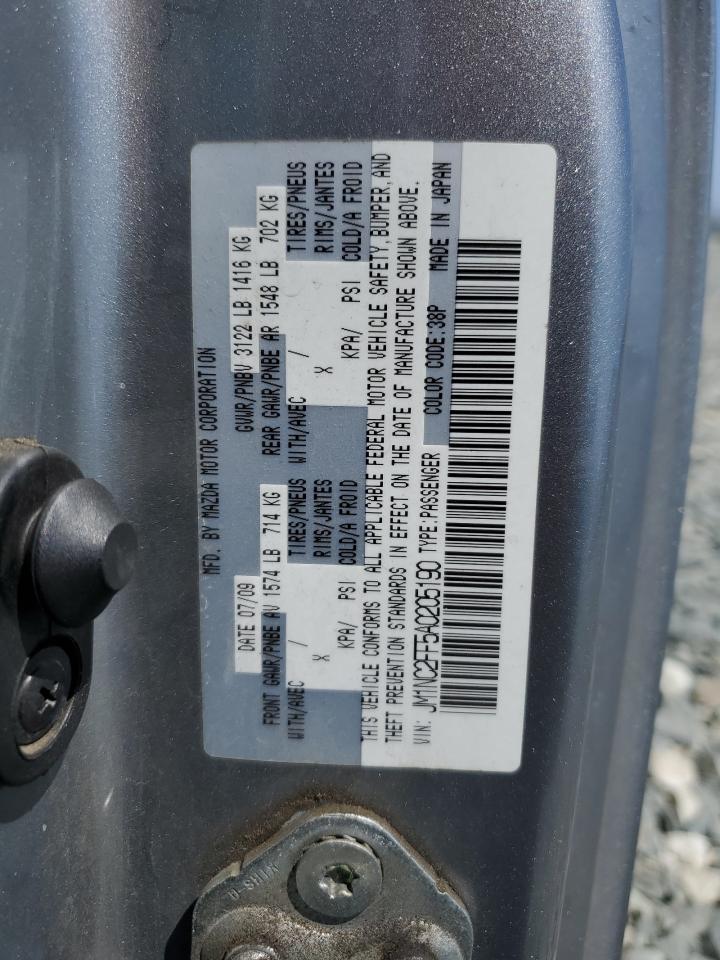 MFD. BY MAZDA MOTOR CORPORATION
DATE 07/09 GVWR/PNBV 3122 LB 1416 KG
FRONT GAWR/PNBE AV 1574 LB 714 KG REAR GAWR/PNBE AR 1548 LB 702 KG
WITH/AVEC / TIRES/PNEUS WITH/AVEC / TIRES/PNEUS
X RIMS/JANTES X RIMS/JANTES
KPA/ PSI COLD/A FROID KPA/ PSI COLD/A FROID
THIS VEHICLE CONFORMS TO ALL APPLICABLE FEDERAL MOTOR VEHICLE SAFETY, BUMPER, AND
THEFT PREVENTION STANDARDS IN EFFECT ON THE DATE OF MANUFACTURE SHOWN ABOVE.
VIN: JM1NC2FF5A0205190 TYPE:PASSENGER COLOR CODE:38P MADE IN JAPAN